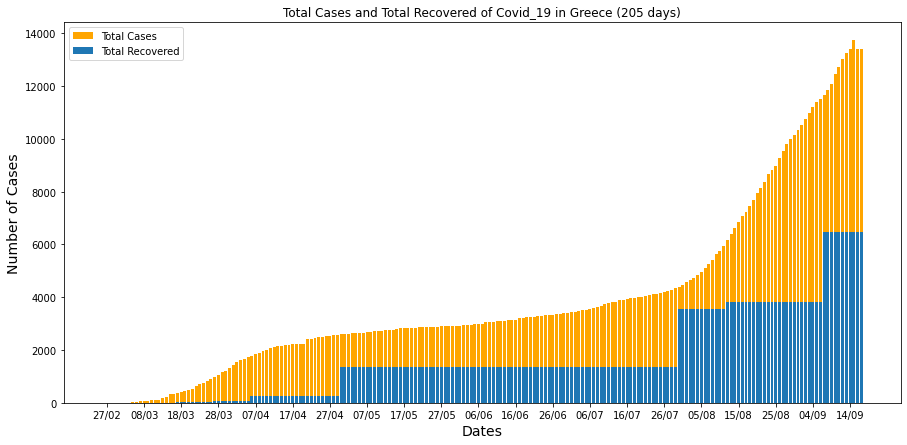 Total Cases and Total Recovered of Covid_19 in Greece (205 days)
Total Cases
Total Recovered
Number of Cases
14000
12000
10000
8000
6000
4000
2000
0
27/02 08/03 18/03 28/03 07/04 17/04 27/04 07/05 17/05 27/05 06/06 16/06 26/06 06/07 16/07 26/07 05/08 15/08 25/08 04/09 14/09
Dates